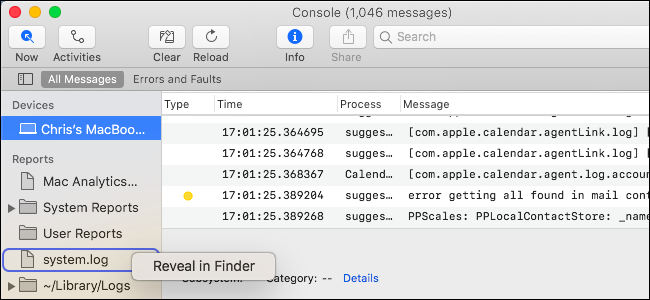 Console (1,046 messages)
Now Activities Clear Reload Info Share Search
All Messages Errors and Faults
Devices
Chris's MacBoo...
Reports
Mac Analytics...
System Reports
User Reports
system.log
~/Library/Logs
Type Time Process Message
17:01:25.364695 sugges... [com.apple.calendar.agentLink.log] [
17:01:25.364768 sugges... [com.apple.calendar.agentLink.log] [
17:01:25.368367 Calend... [com.apple.calendar.agent.log.accou
17:01:25.389204 sugges... error getting all found in mail cont
17:01:25.389268 sugges... PPScales: PPLocalContactStore: _name
Reveal in Finder
Category: -- Details